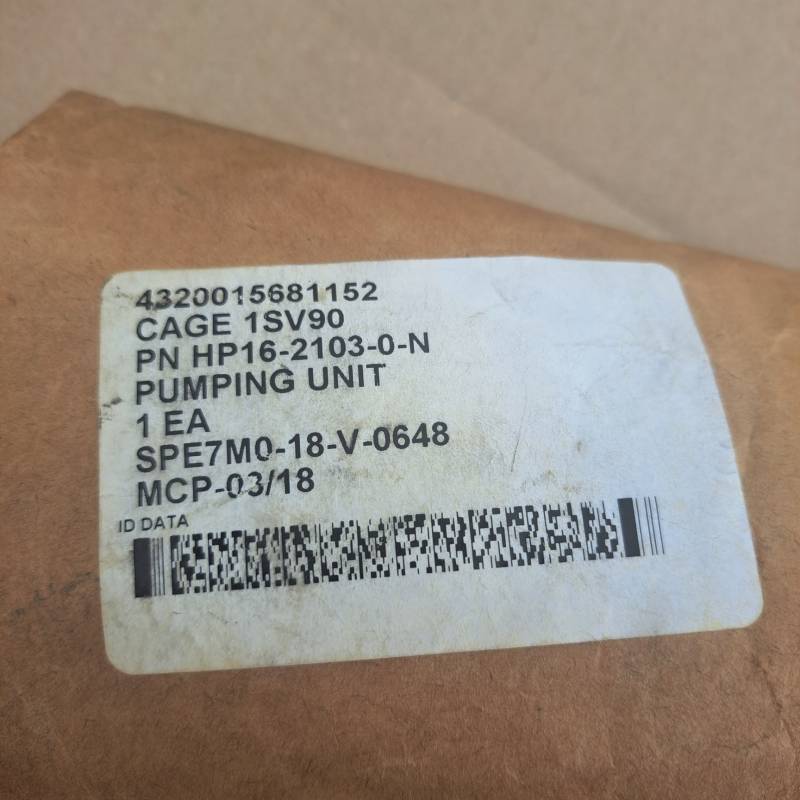 4320015681152
CAGE 1SV90
PN HP16-2103-0-N
PUMPING UNIT
1 EA
SPE7M0-18-V-0648
MCP-03/18
ID DATA